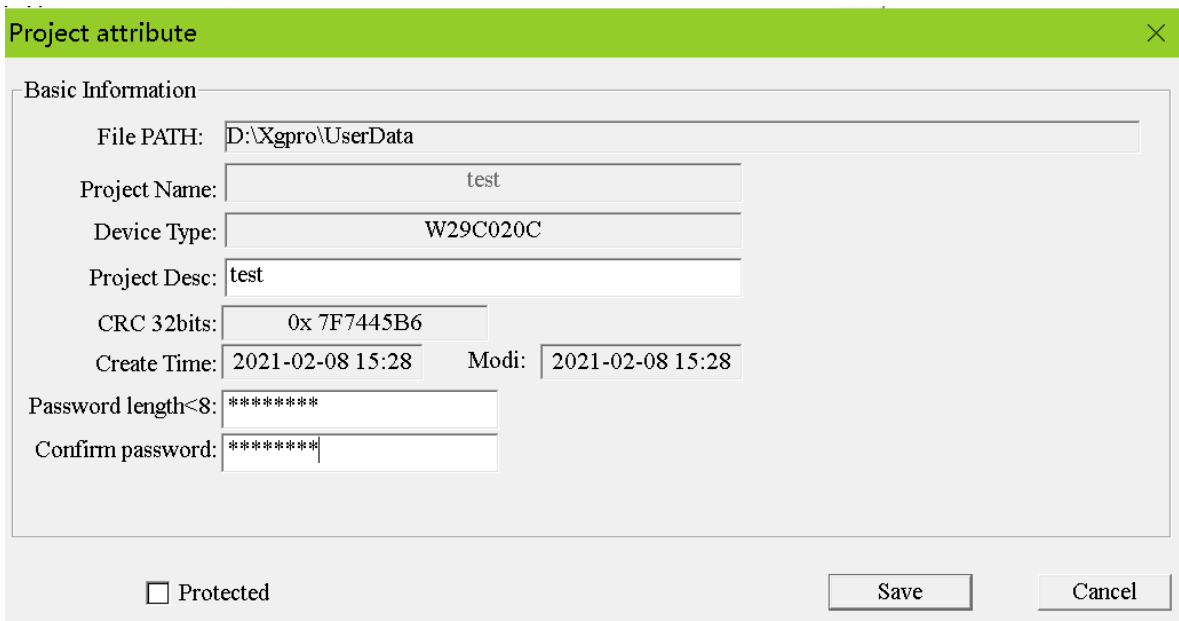 Project attribute
Basic Information
File PATH: D:\Xgpro\UserData
Project Name: test
Device Type: W29C020C
Project Desc: test
CRC 32bits: 0x 7F7445B6
Create Time: 2021-02-08 15:28 Modi: 2021-02-08 15:28
Password length<8: ********
Confirm password: ********
Protected Save Cancel